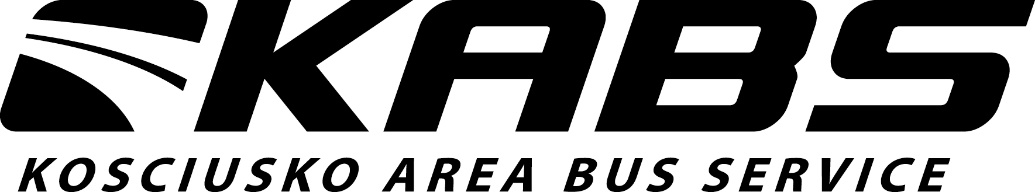 KABS
KOSCIUSKO AREA BUS SERVICE